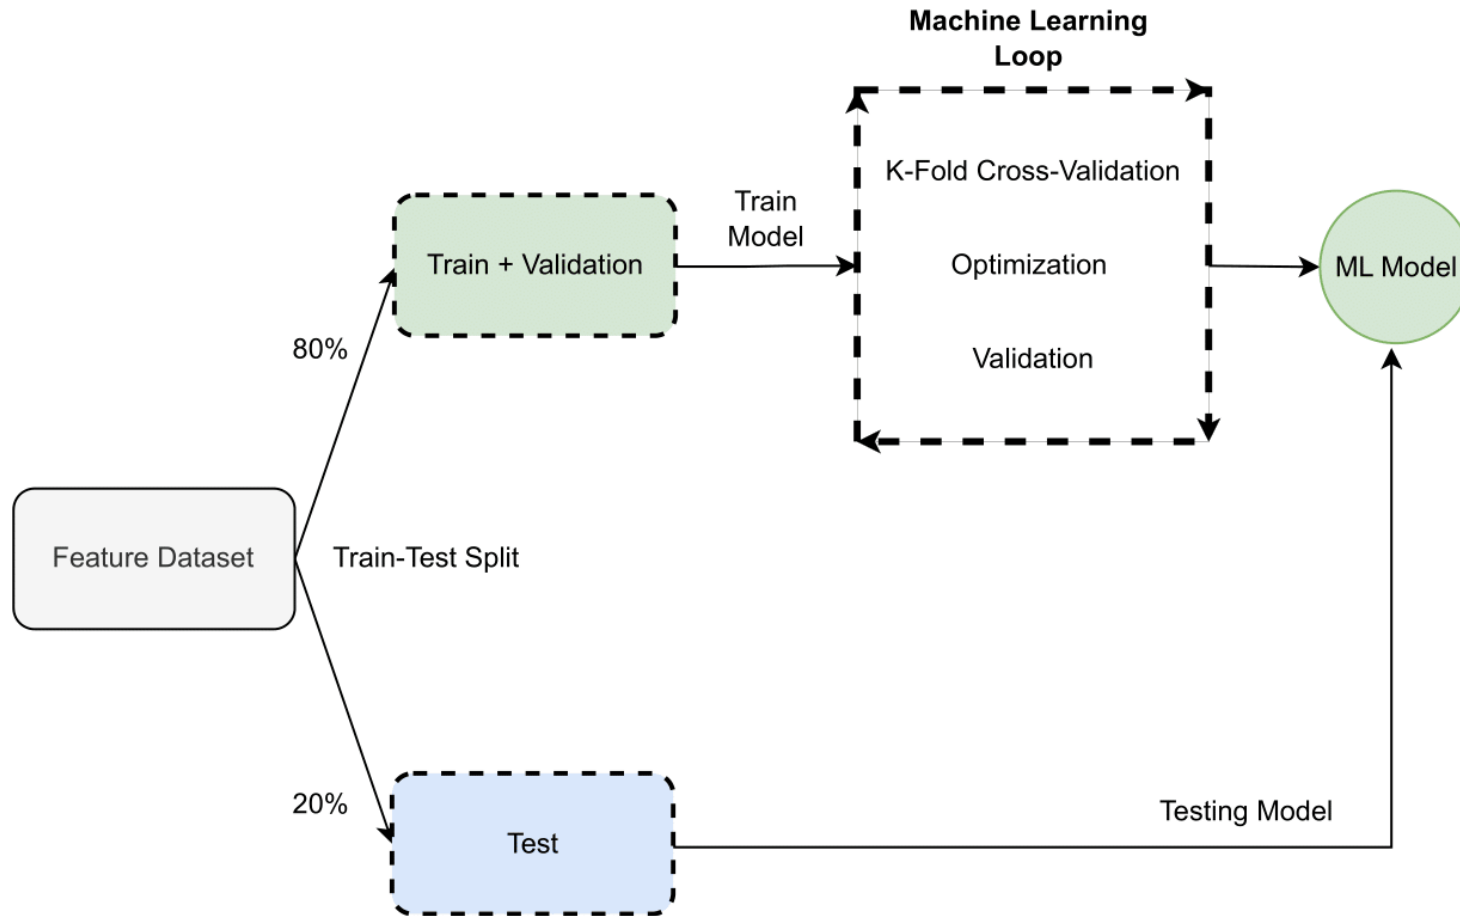 Machine Learning
Loop
K-Fold Cross-Validation
Train
Model
Train + Validation
Optimization
ML Model
80%
Validation
Feature Dataset
Train-Test Split
20%
Testing Model
Test